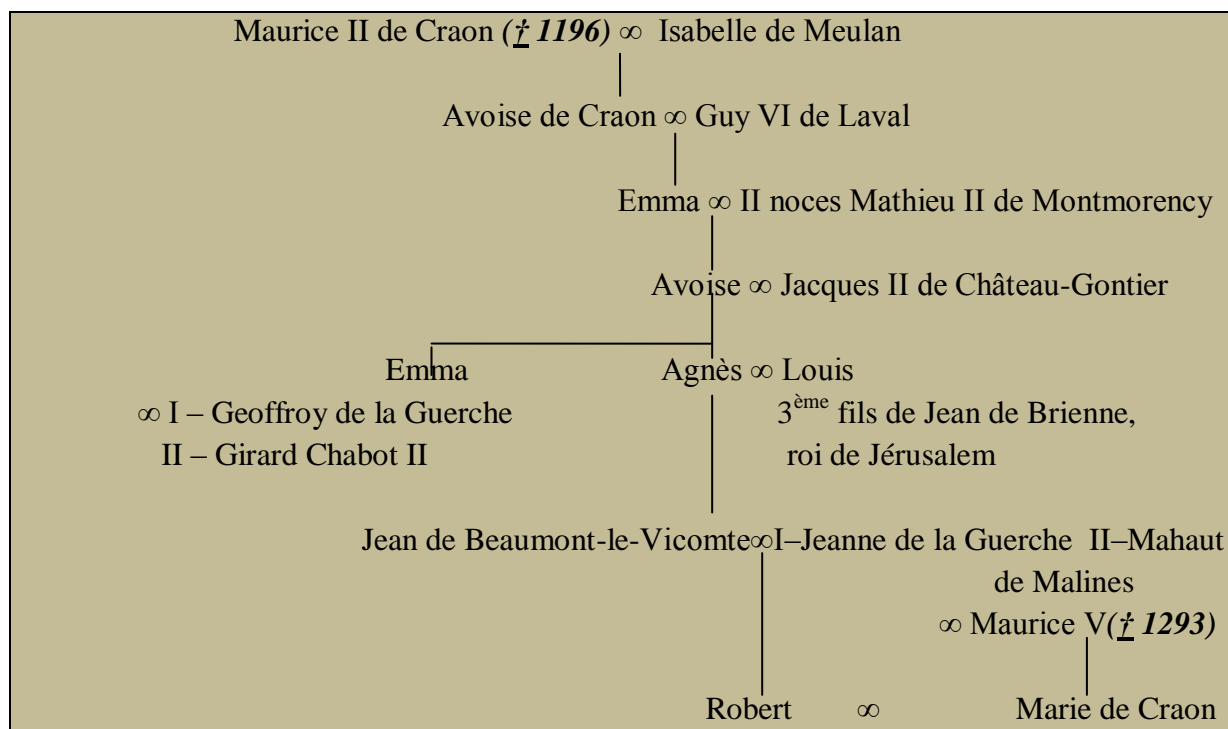 Maurice II de Craon († 1196) ∞ Isabelle de Meulan
Avoise de Craon ∞ Guy VI de Laval
Emma ∞ II noces Mathieu II de Montmorency
Avoise ∞ Jacques II de Château-Gontier
Emma Agnès ∞ Louis
∞ I – Geoffroy de la Guerche 3ème fils de Jean de Brienne,
II – Girard Chabot II roi de Jérusalem
Jean de Beaumont-le-Vicomte∞I–Jeanne de la Guerche II–Mahaut
de Malines
∞ Maurice V(† 1293)
Robert ∞ Marie de Craon